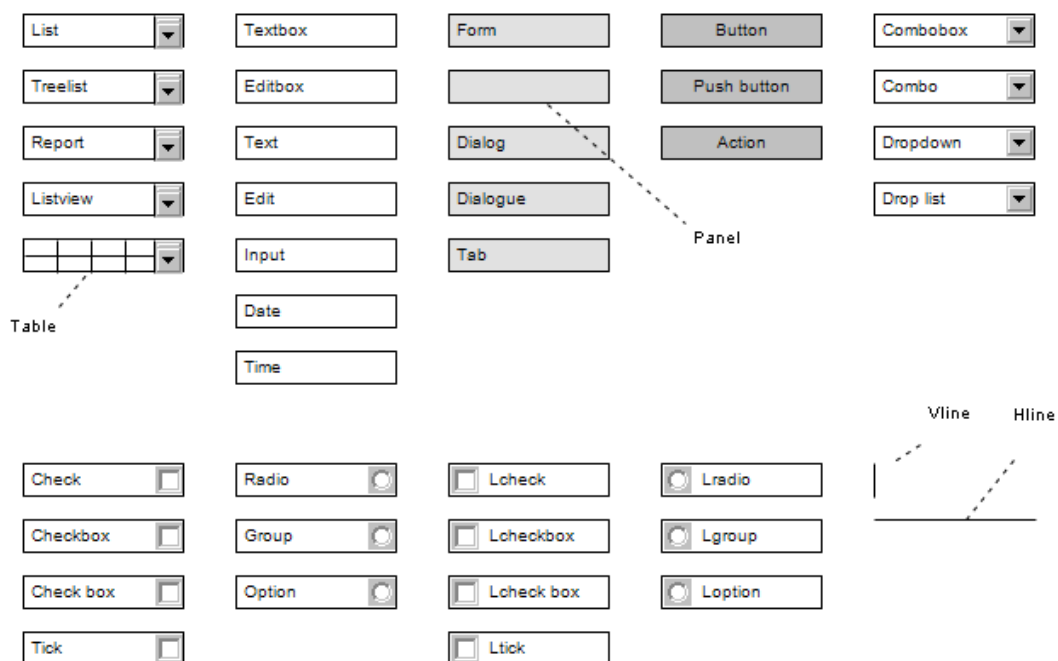 List
Textbox
Form
Button
Combobox
Treelist
Editbox
Push button
Combo
Report
Text
Dialog
Action
Dropdown
Listview
Edit
Dialogue
Drop list
Panel
Input
Tab
Table
Date
Time
Vline
Hline
Check
Radio
Lcheck
Lradio
Checkbox
Group
Lcheckbox
Lgroup
Check box
Option
Lcheck box
Loption
Tick
Ltick